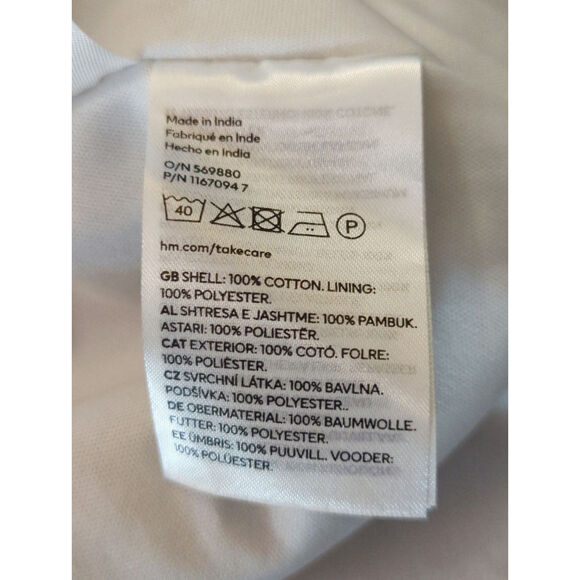 Made in India
Fabriqué en Inde
Hecho en India
O/N 569880
P/N 1167094 7
40 P
hm.com/takecare
GB SHELL: 100% COTTON. LINING:
100% POLYESTER.
AL SHTRESA E JASHTME: 100% PAMBUK.
ASTARI: 100% POLIESTËR.
CAT EXTERIOR: 100% COTÓ. FOLRE:
100% POLIÈSTER.
CZ SVRCHNÍ LÁTKA: 100% BAVLNA.
PODŠÍVKA: 100% POLYESTER..
DE OBERMATERIAL: 100% BAUMWOLLE.
FUTTER: 100% POLYESTER.
EE ÜMBRIS: 100% PUUVILL. VOODER:
100% POLÜESTER.